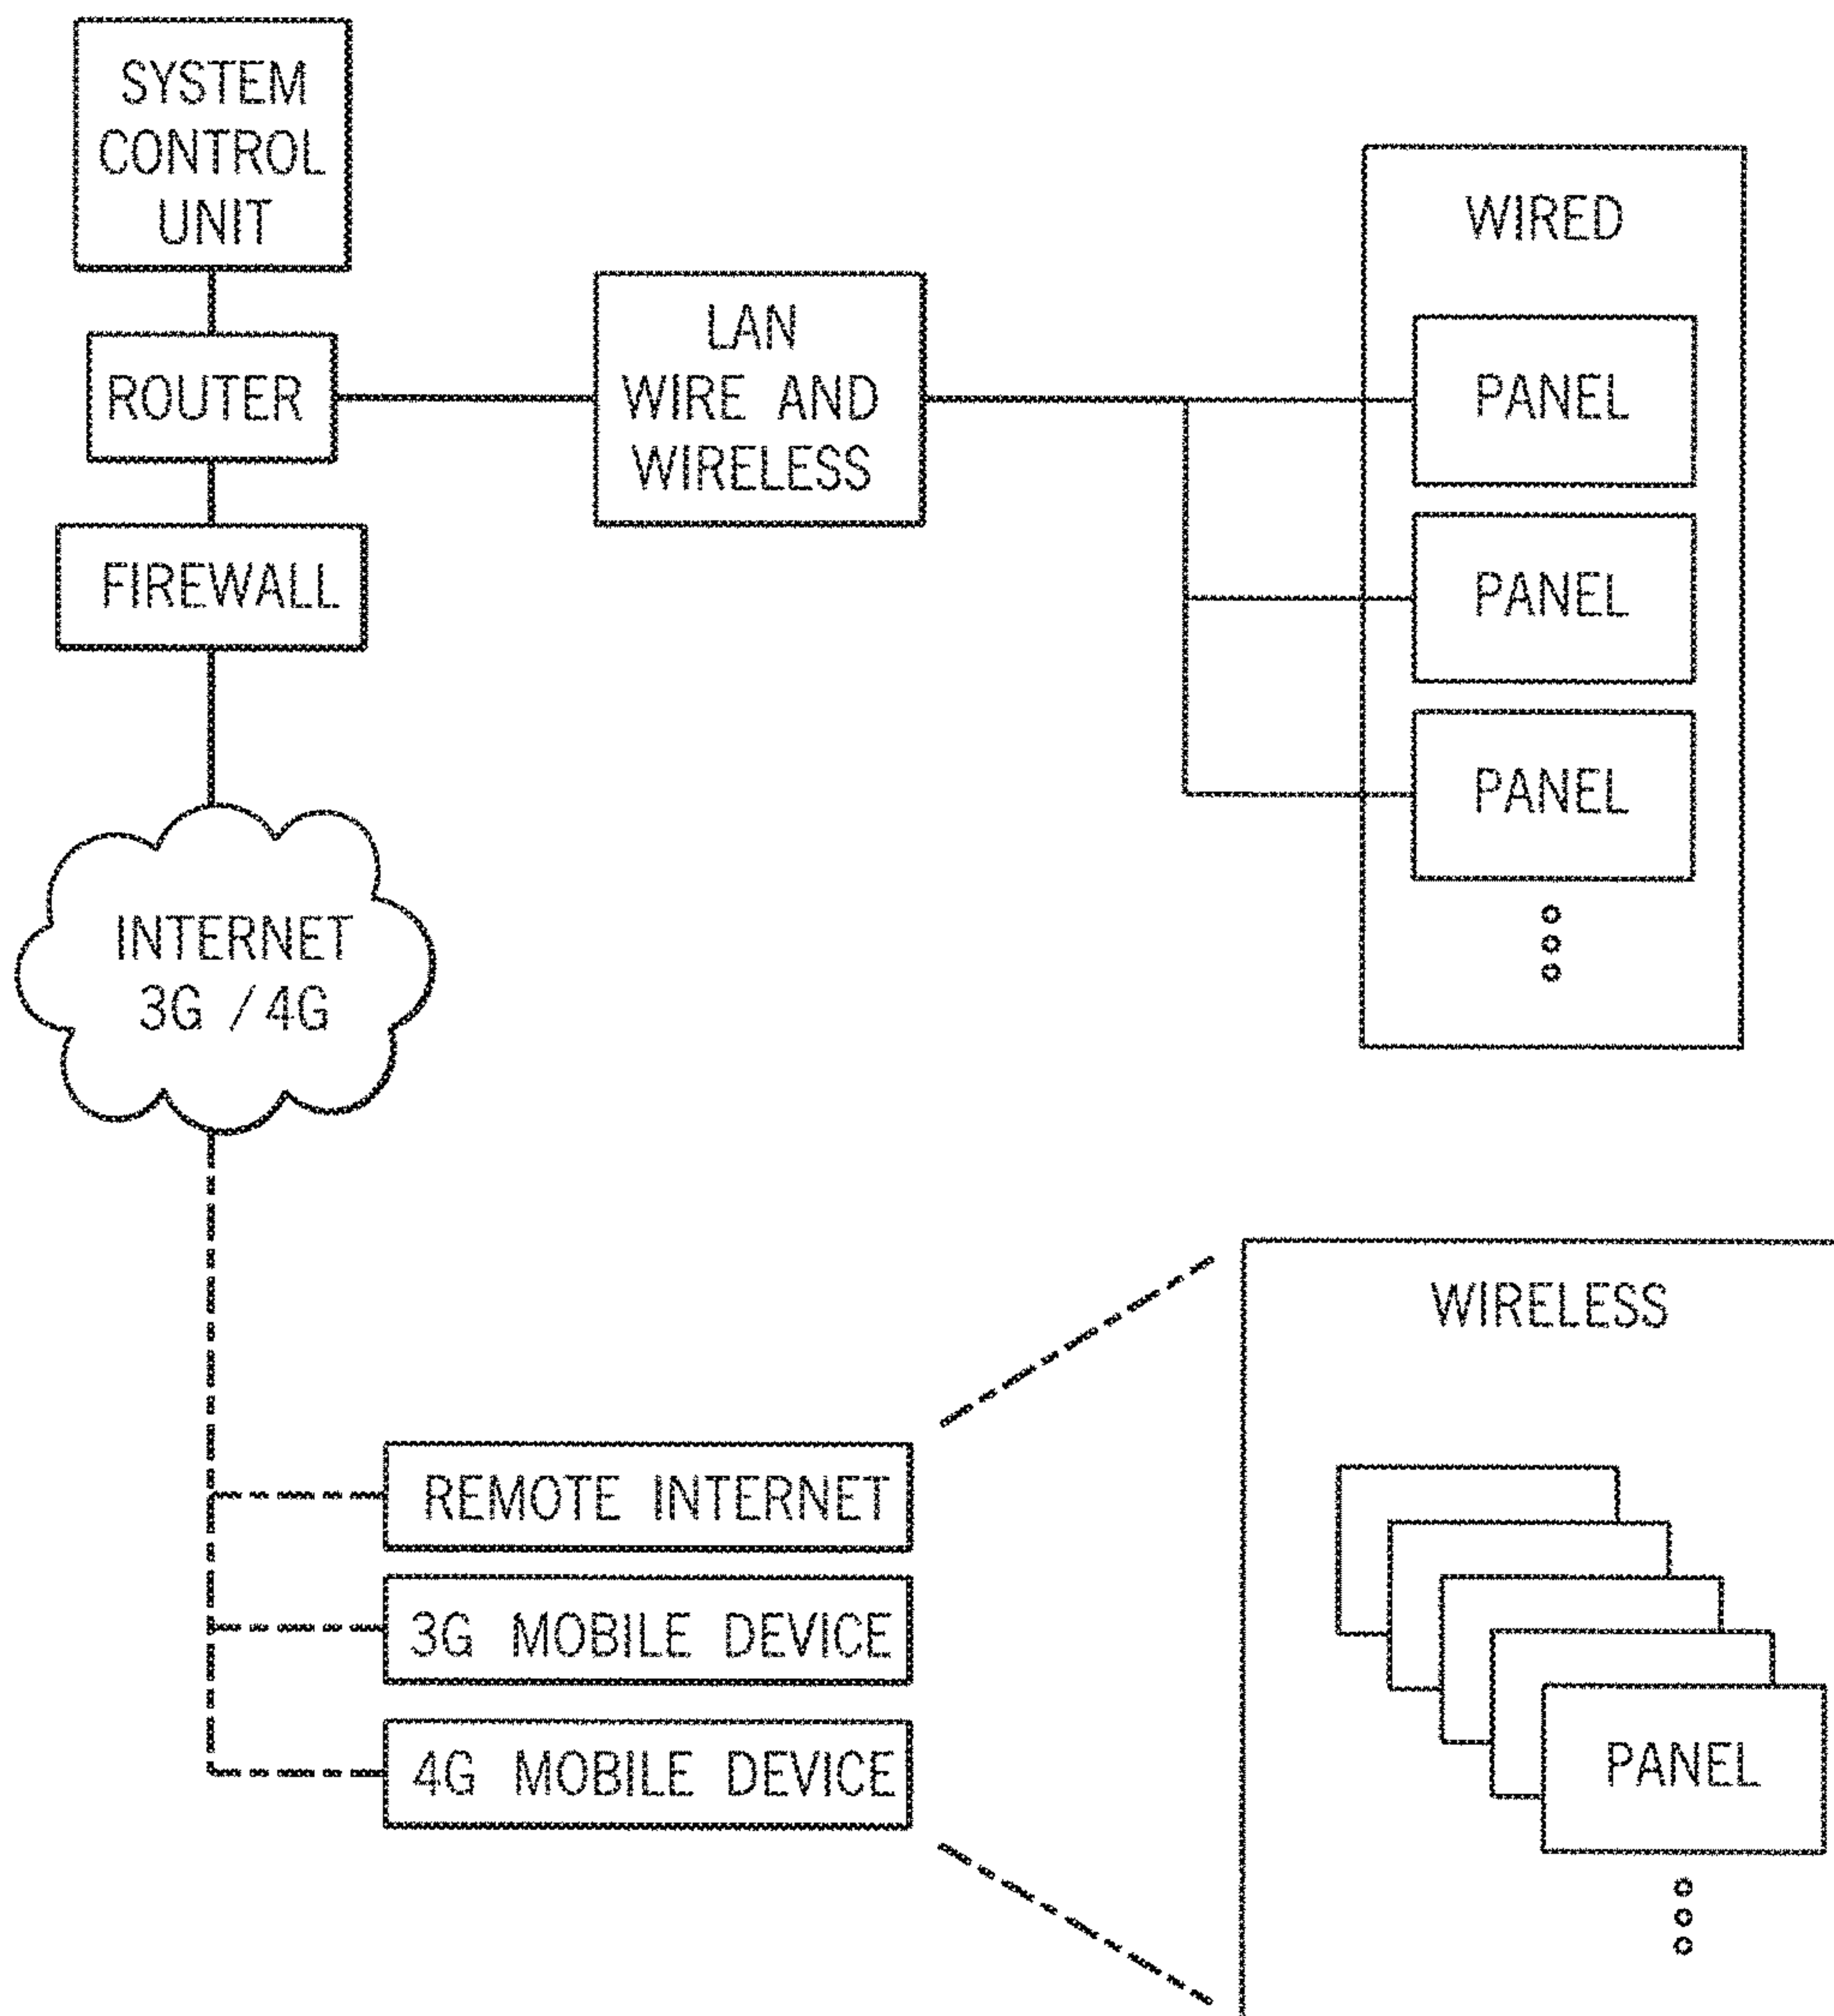 SYSTEM
CONTROL
UNIT
ROUTER
FIREWALL
LAN
WIRE AND
WIRELESS
WIRED
PANEL
PANEL
PANEL
INTERNET
3G / 4G
REMOTE INTERNET
3G MOBILE DEVICE
4G MOBILE DEVICE
WIRELESS
PANEL